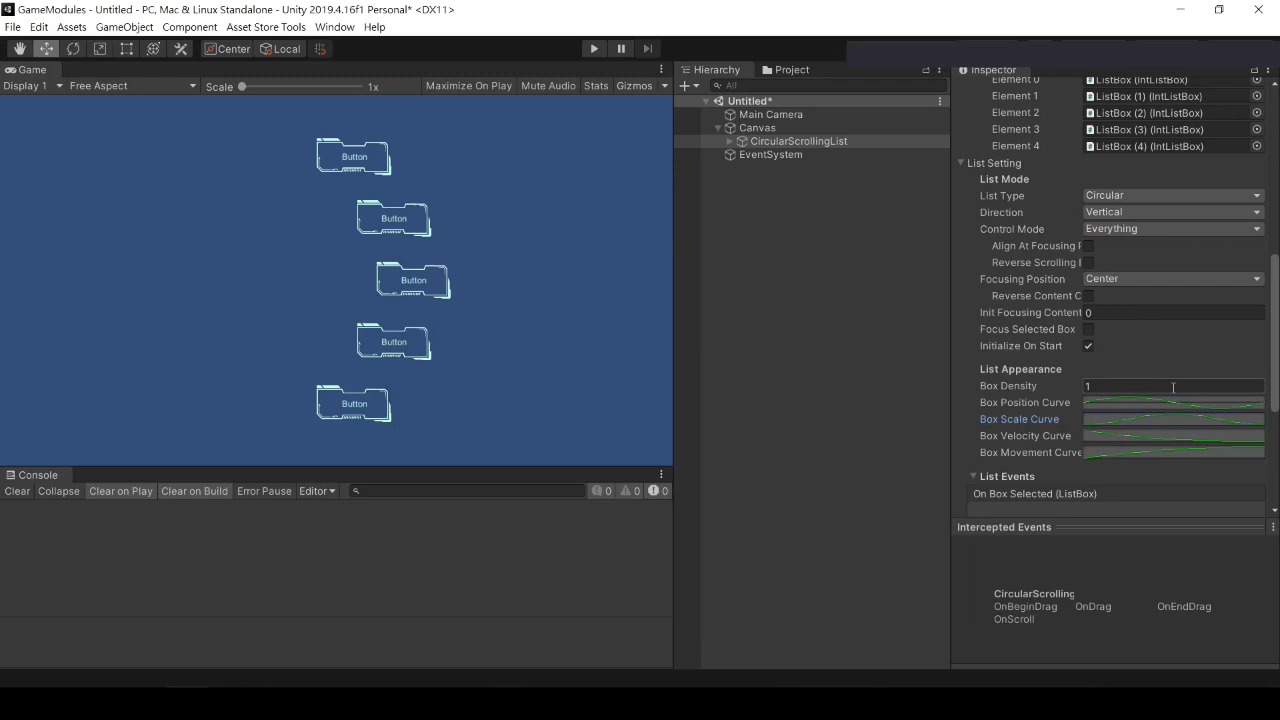 GameModules - Untitled - PC, Mac & Linux Standalone - Unity 2019.4.16f1 Personal* <DX11>
File Edit Assets GameObject Component Asset Store Tools Window Help
Center Local
Game
Display 1 Free Aspect Scale 1x Maximize On Play Mute Audio Stats Gizmos
Button
Button
Button
Button
Button
Console
Clear Collapse Clear on Play Clear on Build Error Pause Editor 0 0 0
Hierarchy Project
All
Untitled*
Main Camera
Canvas
CircularScrollingList
EventSystem
Inspector
Element 0 ListBox (IntListBox)
Element 1 ListBox (1) (IntListBox)
Element 2 ListBox (2) (IntListBox)
Element 3 ListBox (3) (IntListBox)
Element 4 ListBox (4) (IntListBox)
List Setting
List Mode
List Type Circular
Direction Vertical
Control Mode Everything
Align At Focusing P
Reverse Scrolling
Focusing Position Center
Reverse Content C
Init Focusing Content 0
Focus Selected Box
Initialize On Start
List Appearance
Box Density 1
Box Position Curve
Box Scale Curve
Box Velocity Curve
Box Movement Curve
List Events
On Box Selected (ListBox)
Intercepted Events
CircularScrolling
OnBeginDrag OnDrag OnEndDrag
OnScroll